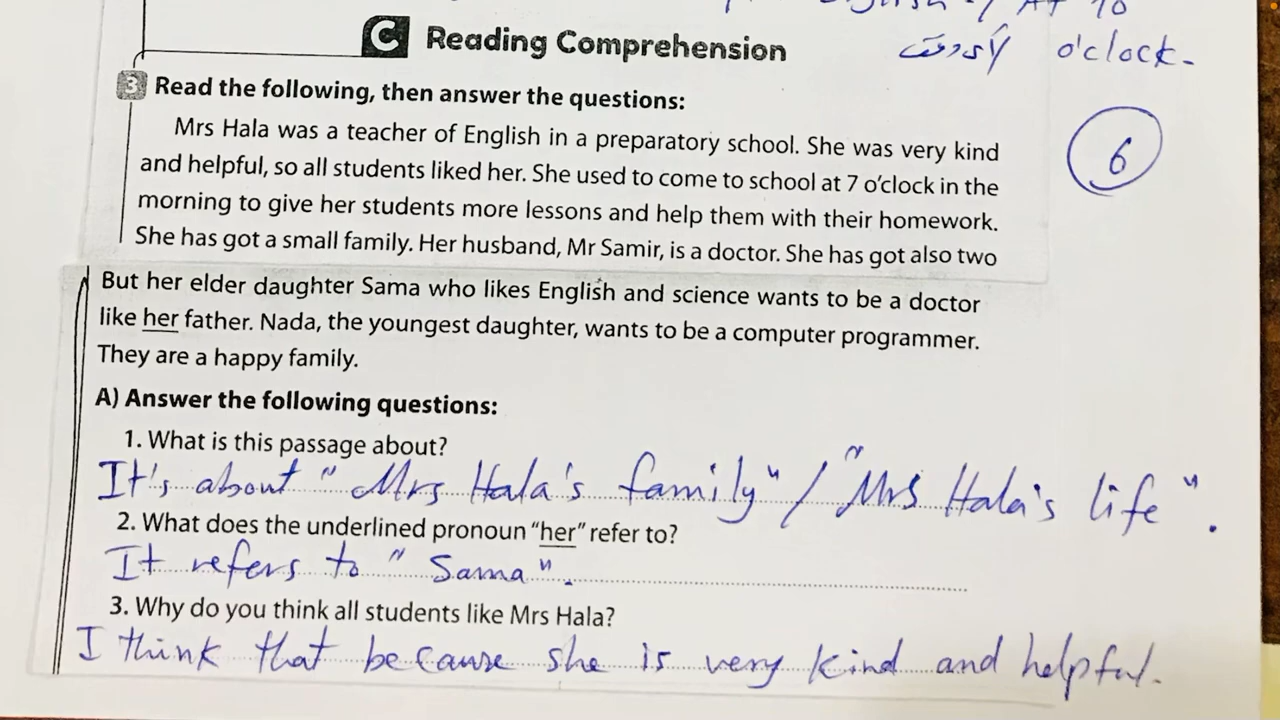 English / At 10
o'clock.
C Reading Comprehension
3 Read the following, then answer the questions:
Mrs Hala was a teacher of English in a preparatory school. She was very kind
and helpful, so all students liked her. She used to come to school at 7 o'clock in the
morning to give her students more lessons and help them with their homework.
She has got a small family. Her husband, Mr Samir, is a doctor. She has got also two
6
But her elder daughter Sama who likes English and science wants to be a doctor
like her father. Nada, the youngest daughter, wants to be a computer programmer.
They are a happy family.
A) Answer the following questions:
1. What is this passage about?
It's about "Mrs Hala's family" / "Mrs Hala's life".
2. What does the underlined pronoun "her" refer to?
It refers to "Sama".
3. Why do you think all students like Mrs Hala?
I think that because she is very kind and helpful.